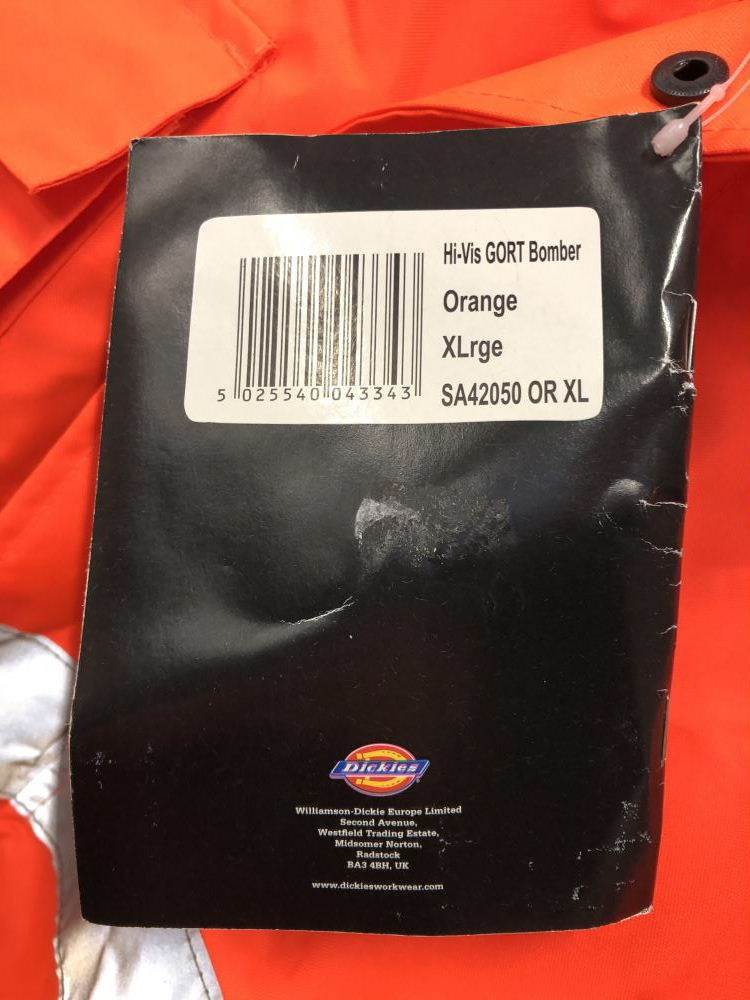 Hi-Vis GORT Bomber
Orange
XLrge
SA42050 OR XL
5 025540 043343
Dickies
Williamson-Dickie Europe Limited
Second Avenue,
Westfield Trading Estate,
Midsomer Norton,
Radstock
BA3 4BH, UK
www.dickiesworkwear.com